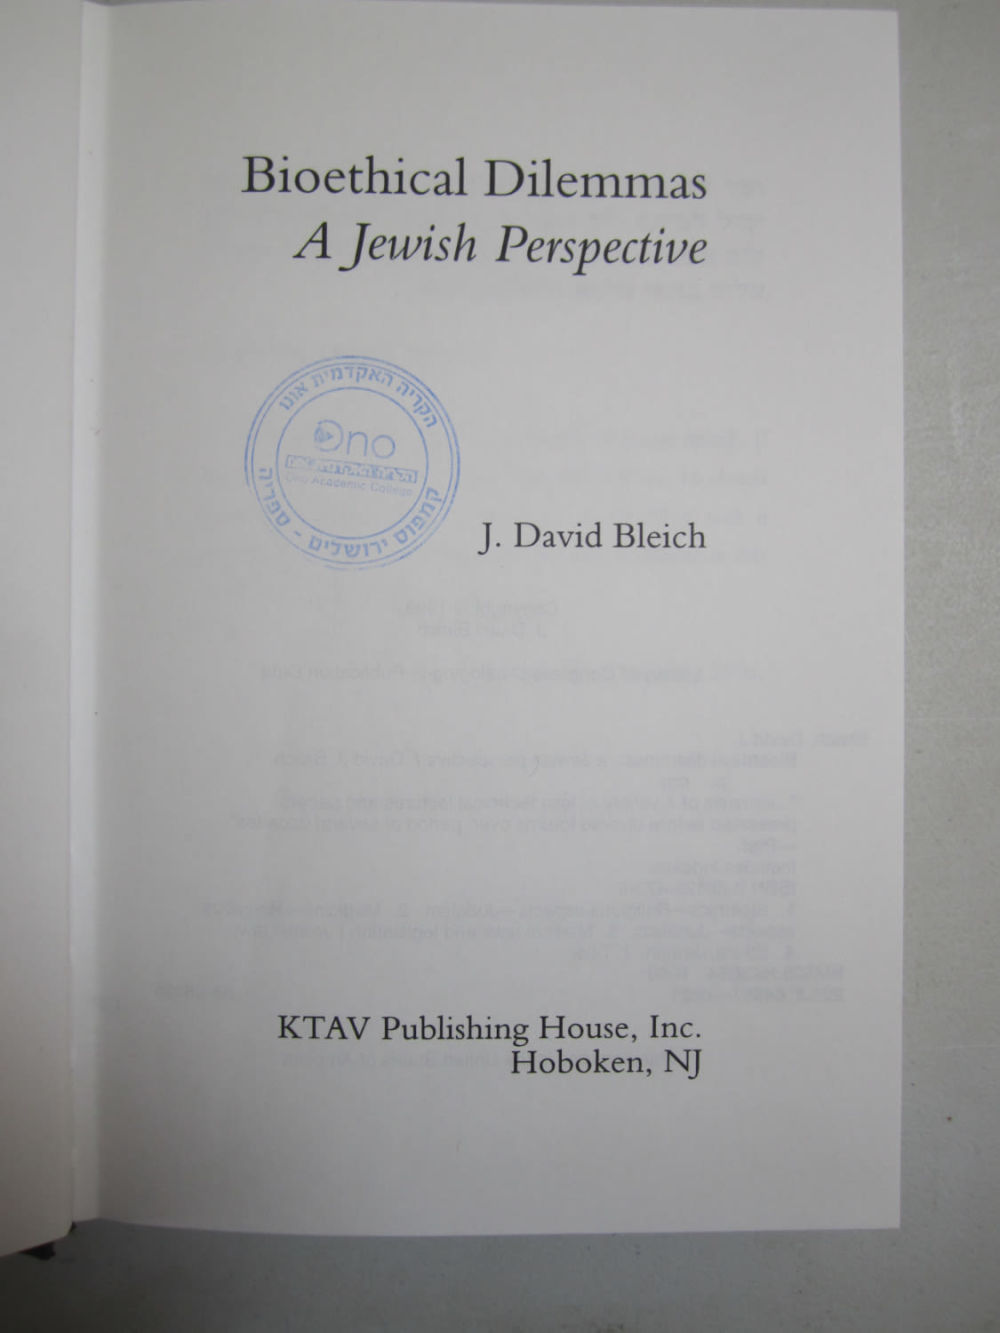 Bioethical Dilemmas
A Jewish Perspective
הקריה האקדמית אונו
Ono
Ono Academic College
קמפוס ירושלים - ספריה
J. David Bleich
KTAV Publishing House, Inc.
Hoboken, NJ